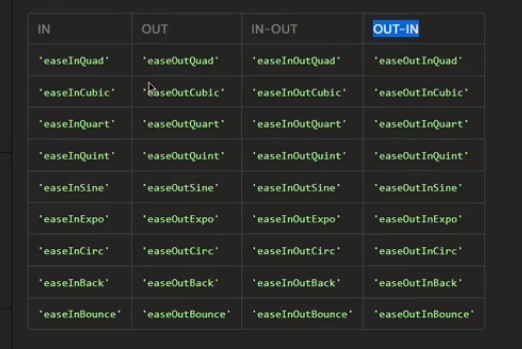 IN OUT IN-OUT OUT-IN
'easeInQuad' 'easeOutQuad' 'easeInOutQuad' 'easeOutInQuad'
'easeInCubic' 'easeOutCubic' 'easeInOutCubic' 'easeOutInCubic'
'easeInQuart' 'easeOutQuart' 'easeInOutQuart' 'easeOutInQuart'
'easeInQuint' 'easeOutQuint' 'easeInOutQuint' 'easeOutInQuint'
'easeInSine' 'easeOutSine' 'easeInOutSine' 'easeOutInSine'
'easeInExpo' 'easeOutExpo' 'easeInOutExpo' 'easeOutInExpo'
'easeInCirc' 'easeOutCirc' 'easeInOutCirc' 'easeOutInCirc'
'easeInBack' 'easeOutBack' 'easeInOutBack' 'easeOutInBack'
'easeInBounce' 'easeOutBounce' 'easeInOutBounce' 'easeOutInBounce'